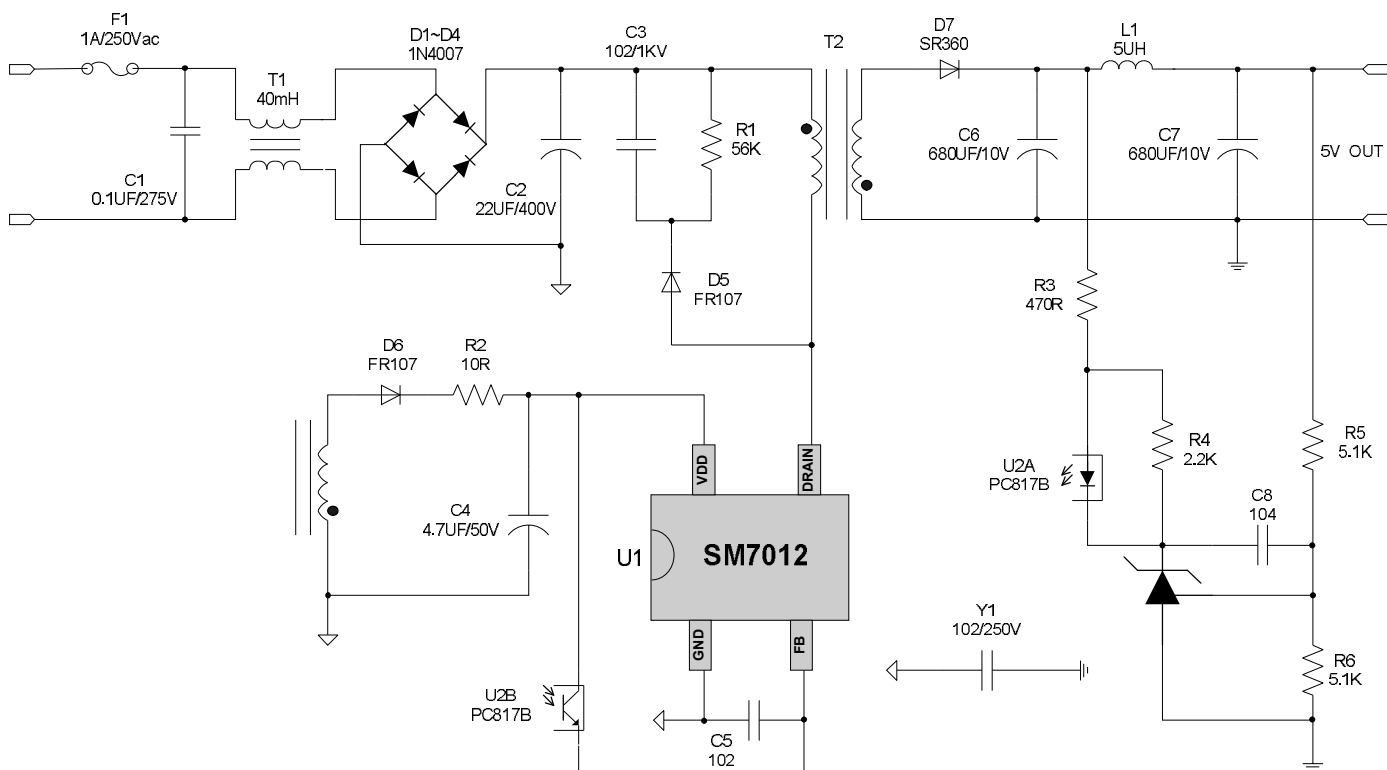 F1
1A/250Vac
T1
40mH
C1
0.1UF/275V
D1~D4
1N4007
C2
22UF/400V
C3
102/1KV
R1
56K
D5
FR107
T2
D7
SR360
L1
5UH
C6
680UF/10V
C7
680UF/10V
5V OUT
R3
470R
D6
FR107
R2
10R
C4
4.7UF/50V
VDD
DRAIN
U1
SM7012
GND
FB
U2A
PC817B
R4
2.2K
R5
5.1K
C8
104
Y1
102/250V
R6
5.1K
U2B
PC817B
C5
102